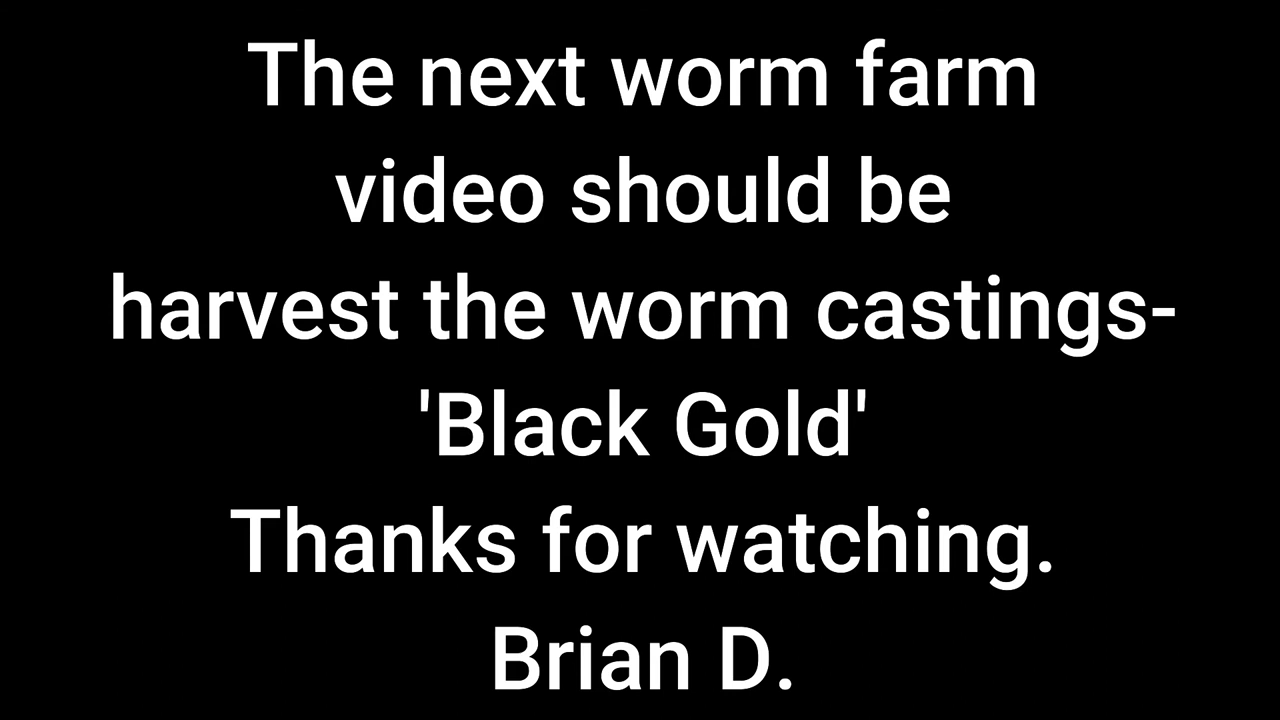 The next worm farm
video should be
harvest the worm castings-
'Black Gold'
Thanks for watching.
Brian D.